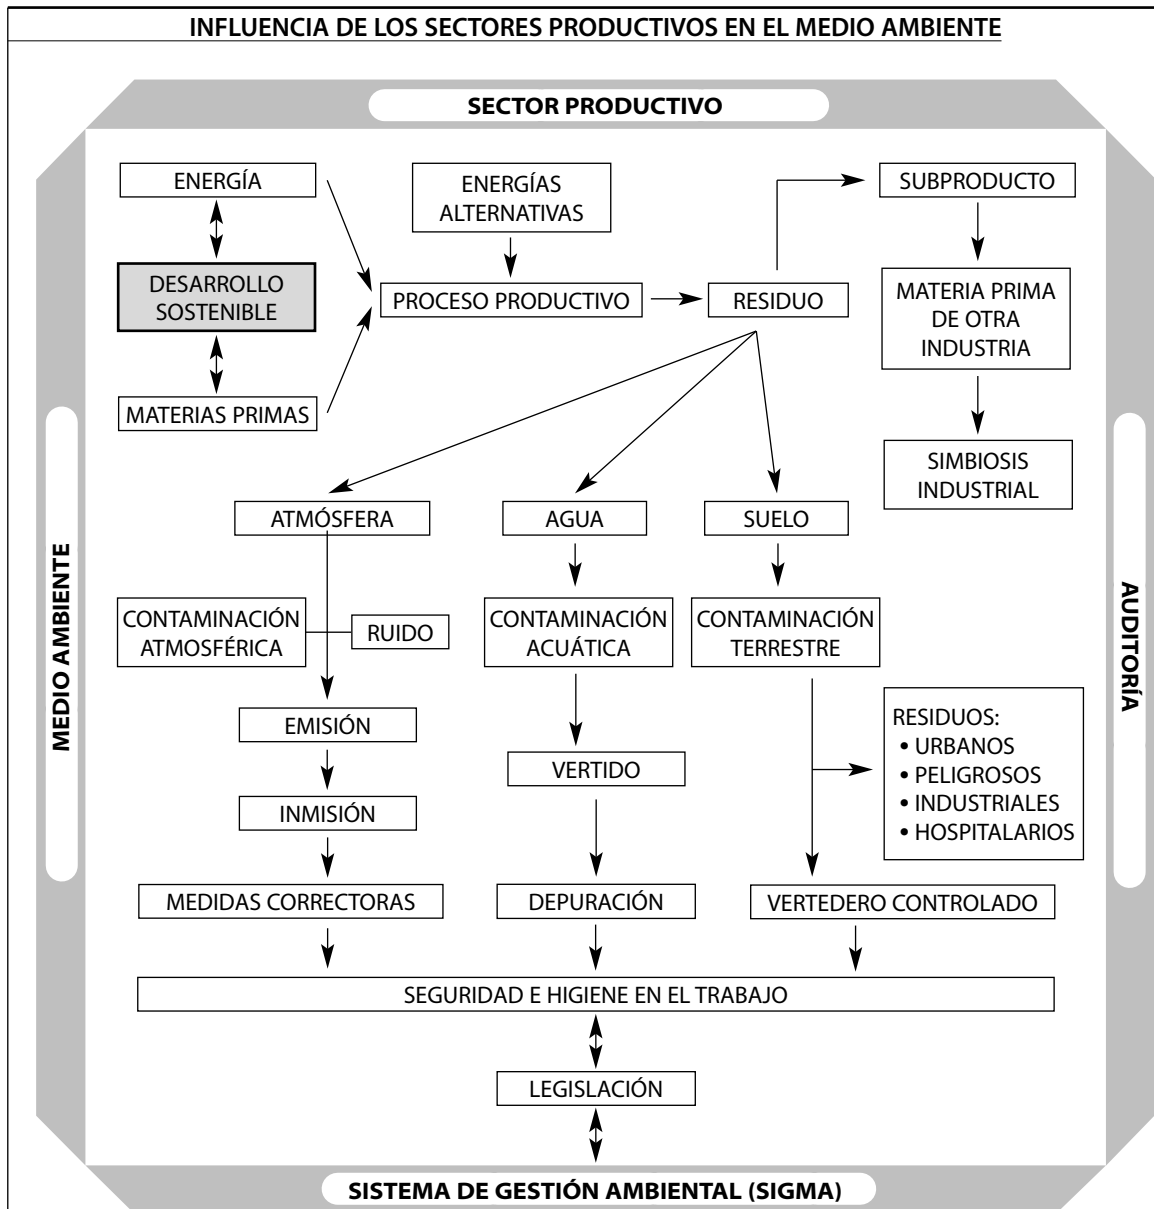 INFLUENCIA DE LOS SECTORES PRODUCTIVOS EN EL MEDIO AMBIENTE
SECTOR PRODUCTIVO
ENERGÍA
ENERGÍAS
ALTERNATIVAS
SUBPRODUCTO
DESARROLLO
SOSTENIBLE
PROCESO PRODUCTIVO
RESIDUO
MATERIA PRIMA
DE OTRA
INDUSTRIA
MATERIAS PRIMAS
SIMBIOSIS
INDUSTRIAL
ATMÓSFERA
AGUA
SUELO
MEDIO AMBIENTE
AUDITORÍA
CONTAMINACIÓN
ATMOSFÉRICA
RUIDO
CONTAMINACIÓN
ACUÁTICA
CONTAMINACIÓN
TERRESTRE
EMISIÓN
VERTIDO
RESIDUOS:
• URBANOS
• PELIGROSOS
• INDUSTRIALES
• HOSPITALARIOS
INMISIÓN
MEDIDAS CORRECTORAS
DEPURACIÓN
VERTEDERO CONTROLADO
SEGURIDAD E HIGIENE EN EL TRABAJO
LEGISLACIÓN
SISTEMA DE GESTIÓN AMBIENTAL (SIGMA)